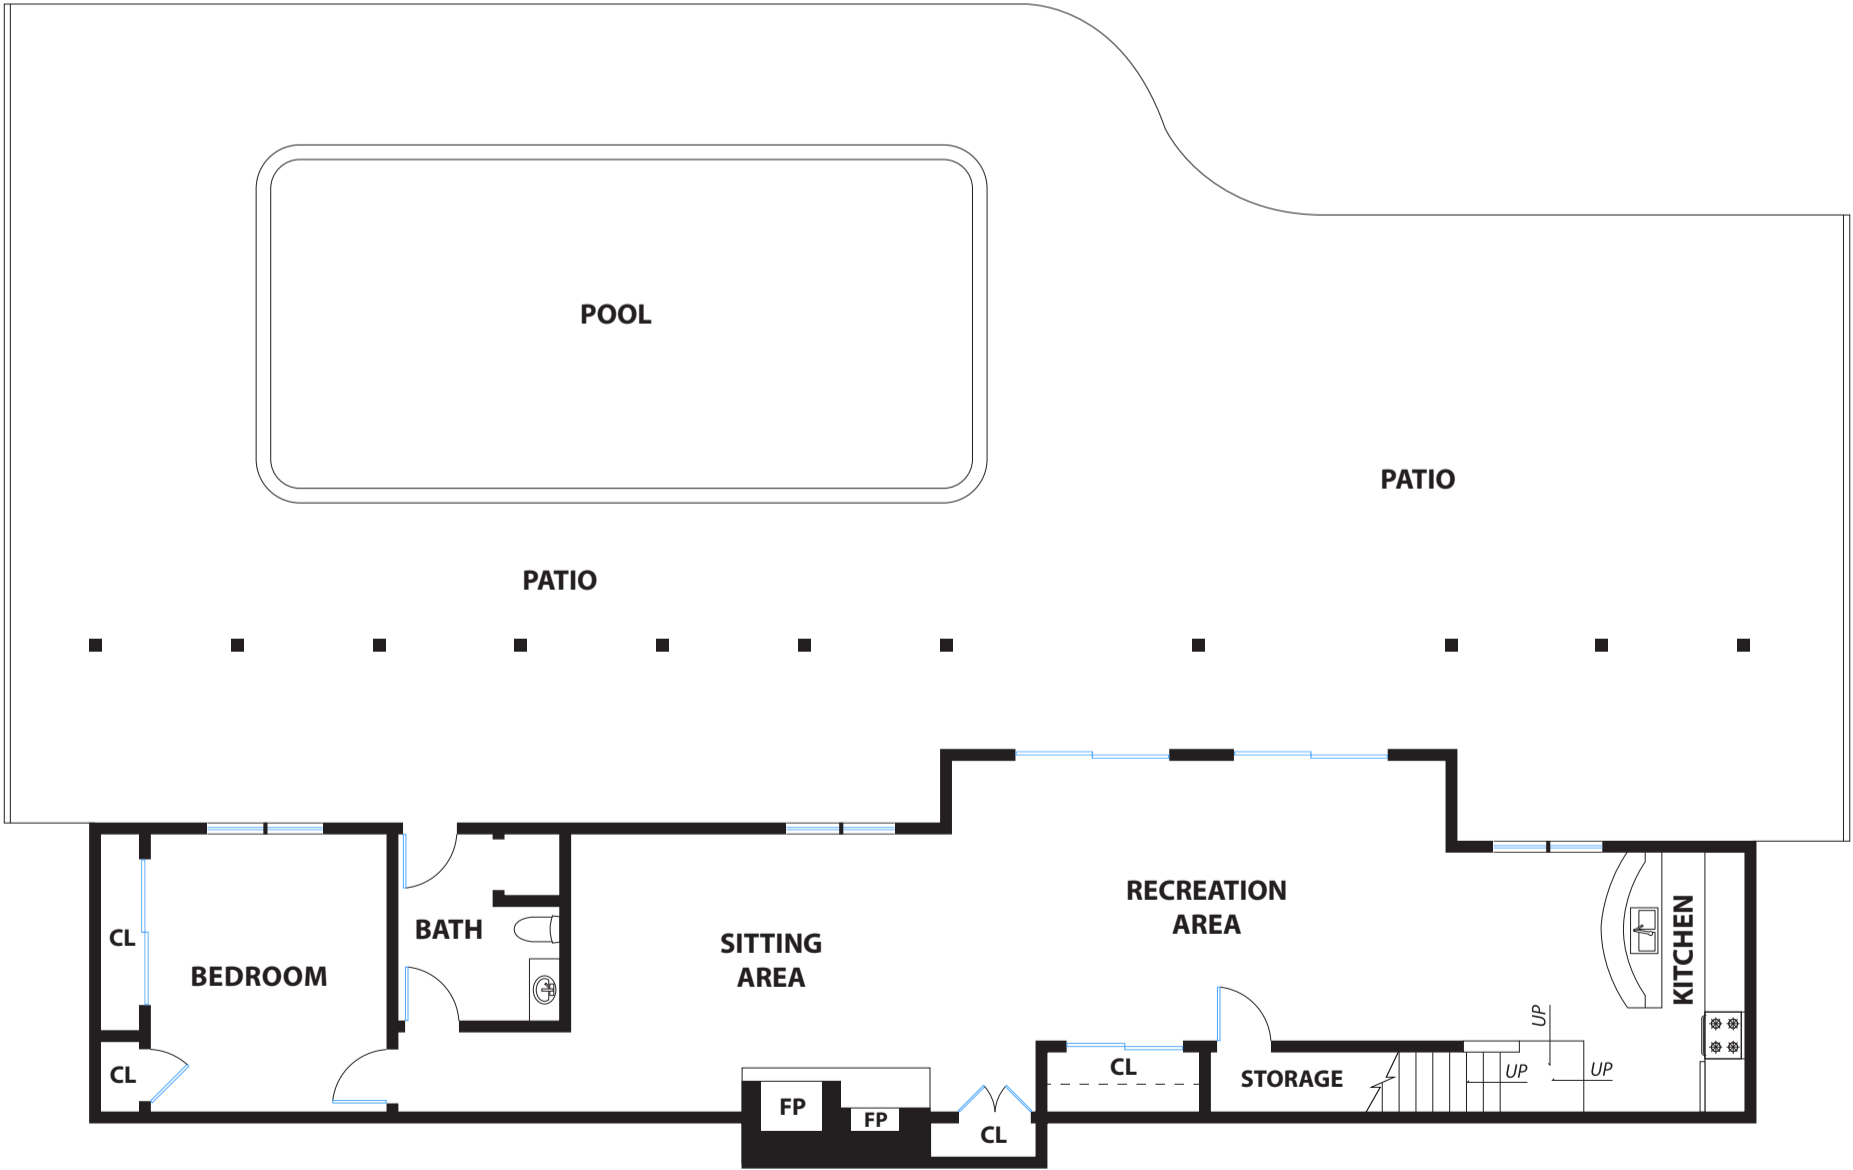 POOL
PATIO
PATIO
RECREATION
AREA
KITCHEN
BATH
CL
SITTING
AREA
BEDROOM
UP
CL
CL
STORAGE
UP
UP
FP
FP
CL